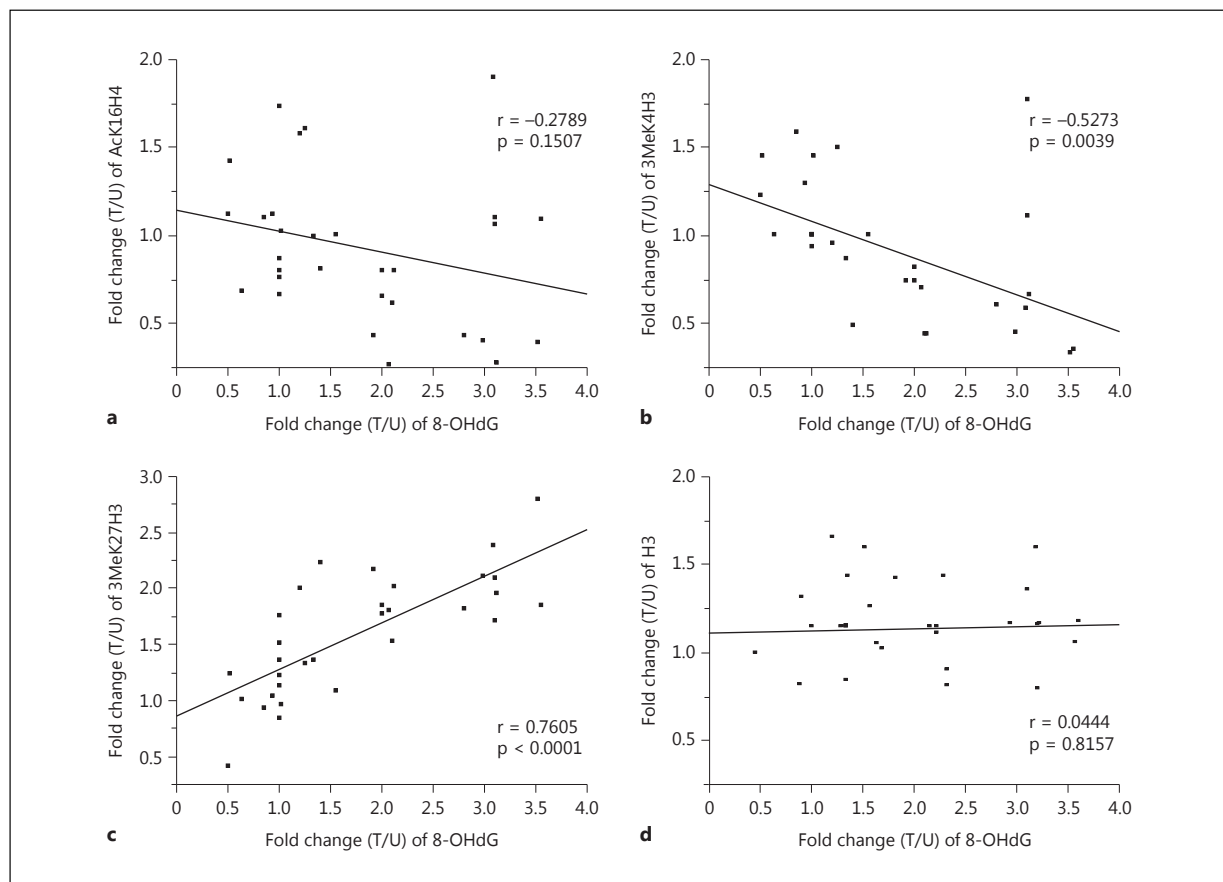 2.0
1.5
1.0
0.5
Fold change (T/U) of AcK16H4
r = –0.2789
p = 0.1507
0 0.5 1.0 1.5 2.0 2.5 3.0 3.5 4.0
Fold change (T/U) of 8-OHdG
a
2.0
1.5
1.0
0.5
Fold change (T/U) of 3MeK4H3
r = –0.5273
p = 0.0039
0 0.5 1.0 1.5 2.0 2.5 3.0 3.5 4.0
Fold change (T/U) of 8-OHdG
b
3.0
2.5
2.0
1.5
1.0
0.5
Fold change (T/U) of 3MeK27H3
r = 0.7605
p < 0.0001
0 0.5 1.0 1.5 2.0 2.5 3.0 3.5 4.0
Fold change (T/U) of 8-OHdG
c
2.0
1.5
1.0
0.5
Fold change (T/U) of H3
r = 0.0444
p = 0.8157
0 0.5 1.0 1.5 2.0 2.5 3.0 3.5 4.0
Fold change (T/U) of 8-OHdG
d